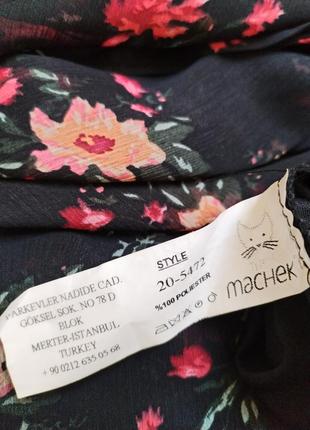 PARKEVLER NADIDE CAD.
GÖKSEL SOK. NO 78 D
BLOK
MERTER-ISTANBUL
TURKEY
+ 90 0212 635 05 68
STYLE
20-5472
%100 POLIESTER
machek